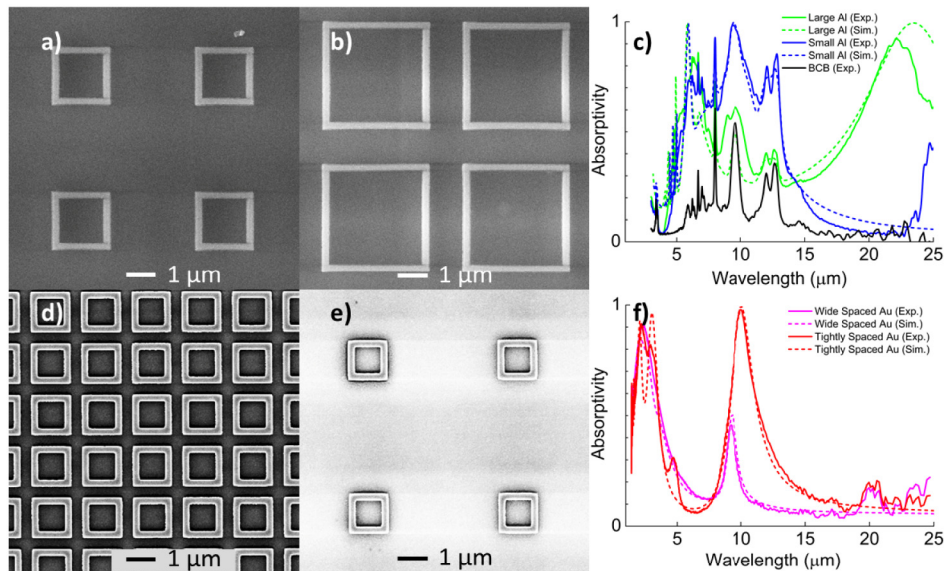 a)
1 μm
b)
1 μm
c)
Large Al (Exp.)
Large Al (Sim.)
Small Al (Exp.)
Small Al (Sim.)
BCB (Exp.)
1
0
Absorptivity
5 10 15 20 25
Wavelength (μm)
d)
1 μm
e)
1 μm
f)
Wide Spaced Au (Exp.)
Wide Spaced Au (Sim.)
Tightly Spaced Au (Exp.)
Tightly Spaced Au (Sim.)
1
0
Absorptivity
5 10 15 20 25
Wavelength (μm)